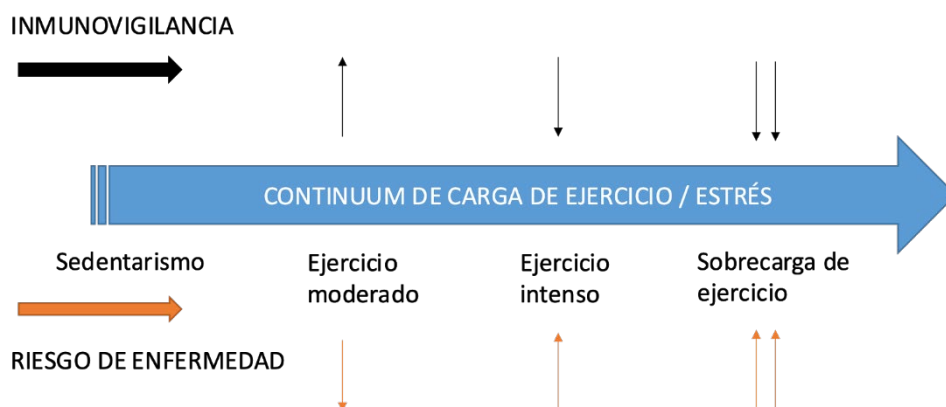 INMUNOVIGILANCIA
CONTINUUM DE CARGA DE EJERCICIO / ESTRÉS
Sedentarismo
Ejercicio
moderado
Ejercicio
intenso
Sobrecarga de
ejercicio
RIESGO DE ENFERMEDAD